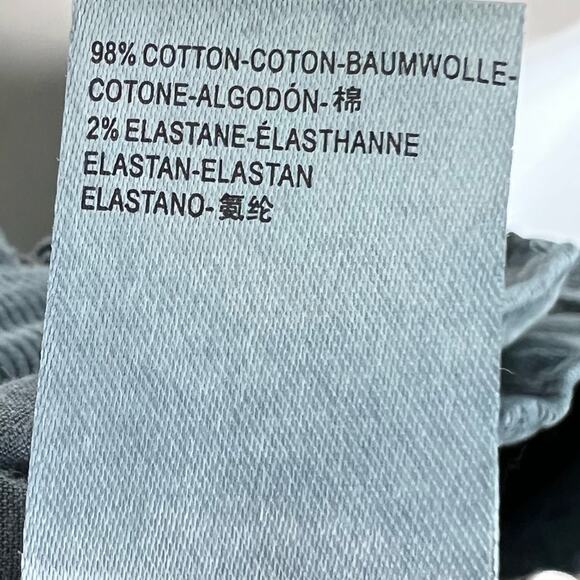 98% COTTON-COTON-BAUMWOLLE-
COTONE-ALGODÓN-棉
2% ELASTANE-ÉLASTHANNE
ELASTAN-ELASTAN
ELASTANO-氨纶